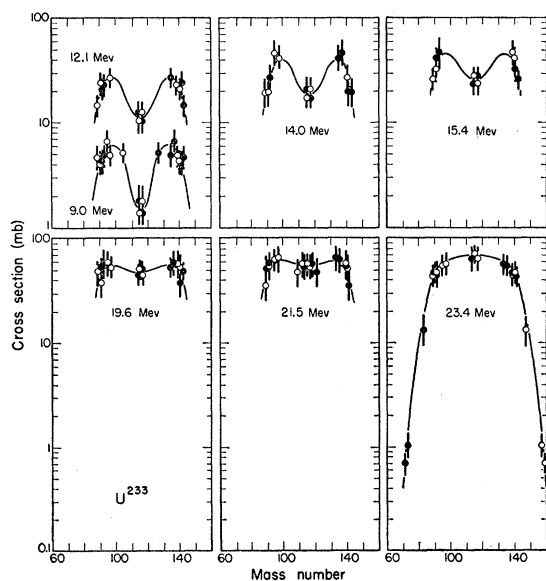 100
12.1 Mev
10
14.0 Mev
15.4 Mev
9.0 Mev
1
Cross section (mb)
100
19.6 Mev
21.5 Mev
23.4 Mev
10
1
U233
0.1
60 100 140 60 100 140 60 80 100 120 140
Mass number